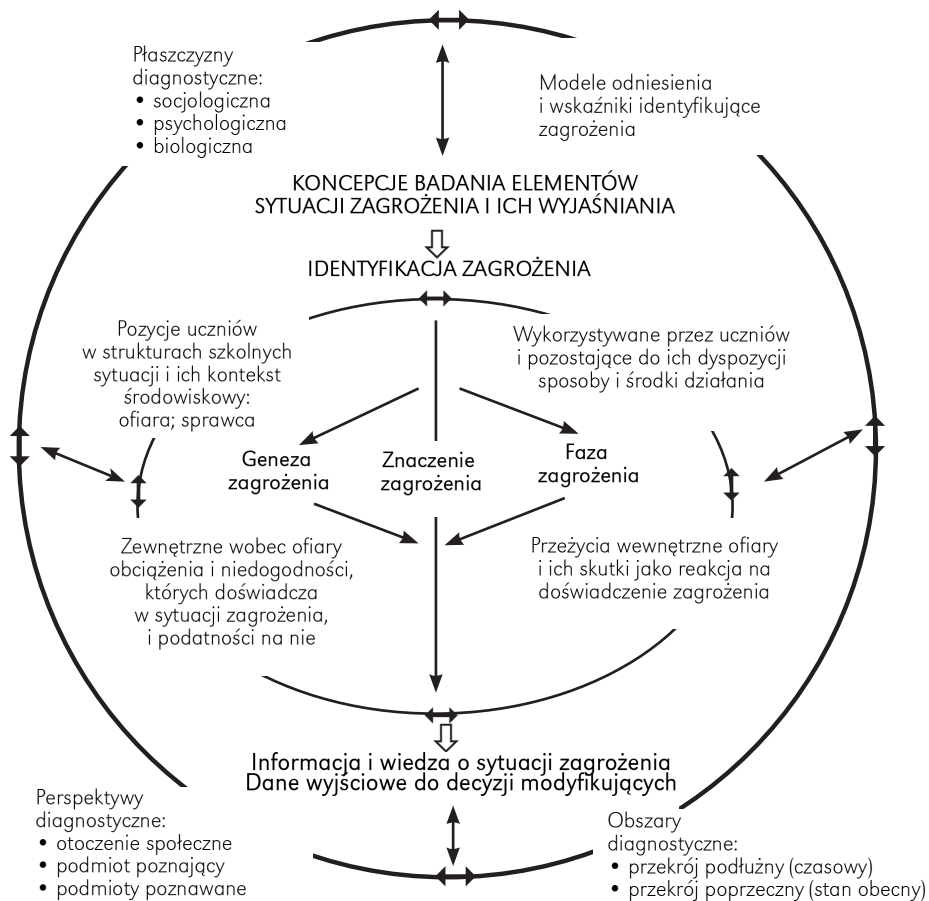 Płaszczyzny
diagnostyczne:
• socjologiczna
• psychologiczna
• biologiczna
Modele odniesienia
i wskaźniki identyfikujące
zagrożenia
KONCEPCJE BADANIA ELEMENTÓW
SYTUACJI ZAGROŻENIA I ICH WYJAŚNIANIA
IDENTYFIKACJA ZAGROŻENIA
Pozycje uczniów
w strukturach szkolnych
sytuacji i ich kontekst
środowiskowy:
ofiara; sprawca
Wykorzystywane przez uczniów
i pozostające do ich dyspozycji
sposoby i środki działania
Geneza
zagrożenia
Znaczenie
zagrożenia
Faza
zagrożenia
Zewnętrzne wobec ofiary
obciążenia i niedogodności,
których doświadcza
w sytuacji zagrożenia,
i podatności na nie
Przeżycia wewnętrzne ofiary
i ich skutki jako reakcja na
doświadczenie zagrożenia
Informacja i wiedza o sytuacji zagrożenia
Dane wyjściowe do decyzji modyfikujących
Perspektywy
diagnostyczne:
• otoczenie społeczne
• podmiot poznający
• podmioty poznawane
Obszary
diagnostyczne:
• przekrój podłużny (czasowy)
• przekrój poprzeczny (stan obecny)